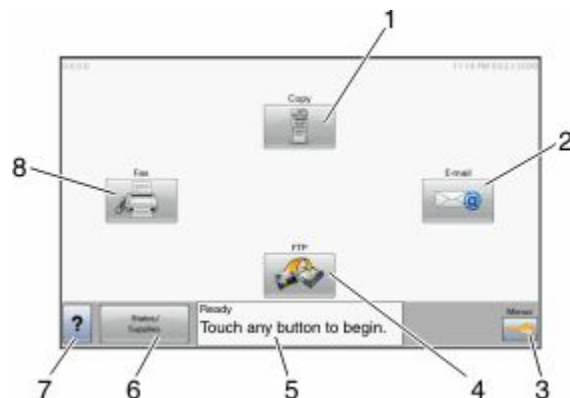 1
Copy
2
8
Fax
E-mail
FTP
?
Status/
Supplies
Ready
Touch any button to begin.
Menus
7
6
5
4
3